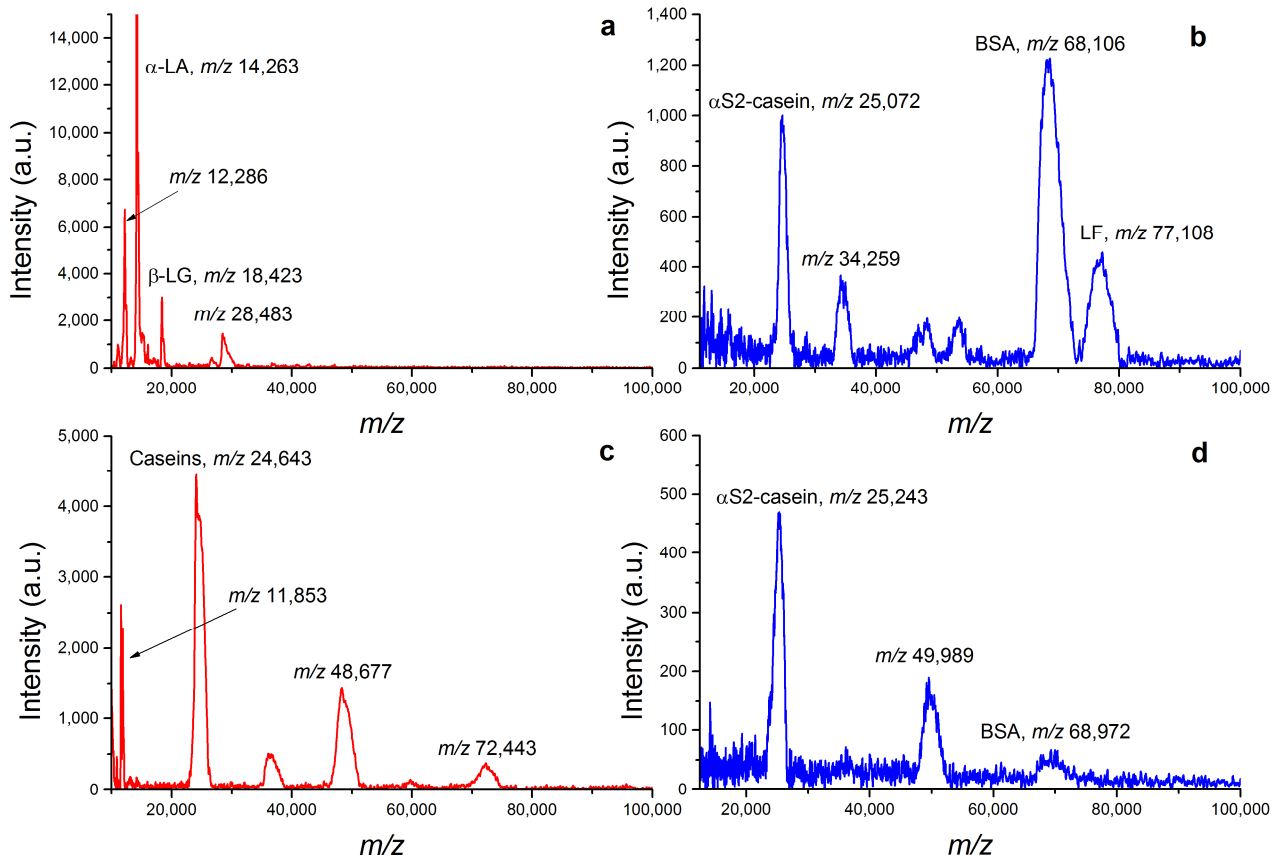 a
14,000
12,000
10,000
8,000
6,000
4,000
2,000
0
Intensity (a.u.)
α-LA, m/z 14,263
m/z 12,286
β-LG, m/z 18,423
m/z 28,483
20,000 40,000 60,000 80,000 100,000
m/z
b
1,400
1,200
1,000
800
600
400
200
0
Intensity (a.u.)
BSA, m/z 68,106
αS2-casein, m/z 25,072
LF, m/z 77,108
m/z 34,259
20,000 40,000 60,000 80,000 100,000
m/z
c
5,000
4,000
3,000
2,000
1,000
0
Intensity (a.u.)
Caseins, m/z 24,643
m/z 11,853
m/z 48,677
m/z 72,443
20,000 40,000 60,000 80,000 100,000
m/z
d
600
500
400
300
200
100
0
Intensity (a.u.)
αS2-casein, m/z 25,243
m/z 49,989
BSA, m/z 68,972
20,000 40,000 60,000 80,000 100,000
m/z